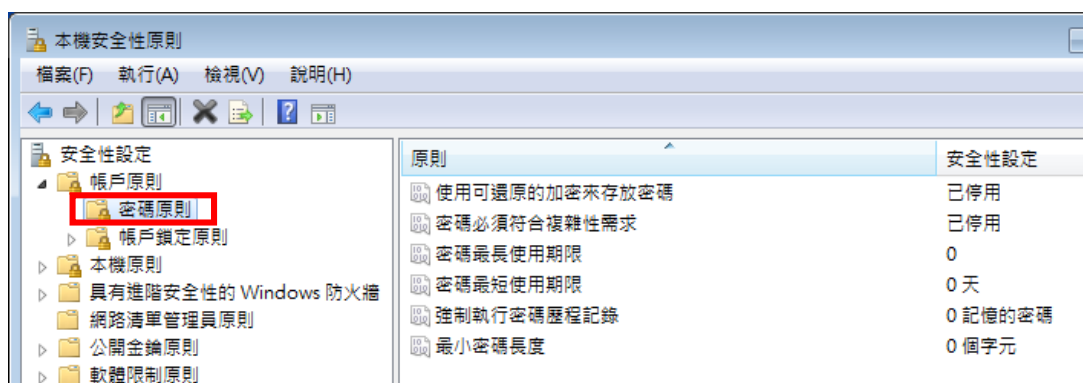 本機安全性原則
檔案(F) 執行(A) 檢視(V) 說明(H)
安全性設定
帳戶原則
密碼原則
帳戶鎖定原則
本機原則
具有進階安全性的 Windows 防火牆
網路清單管理員原則
公開金鑰原則
軟體限制原則
原則 安全性設定
使用可還原的加密來存放密碼 已停用
密碼必須符合複雜性需求 已停用
密碼最長使用期限 0
密碼最短使用期限 0 天
強制執行密碼歷程記錄 0 記憶的密碼
最小密碼長度 0 個字元